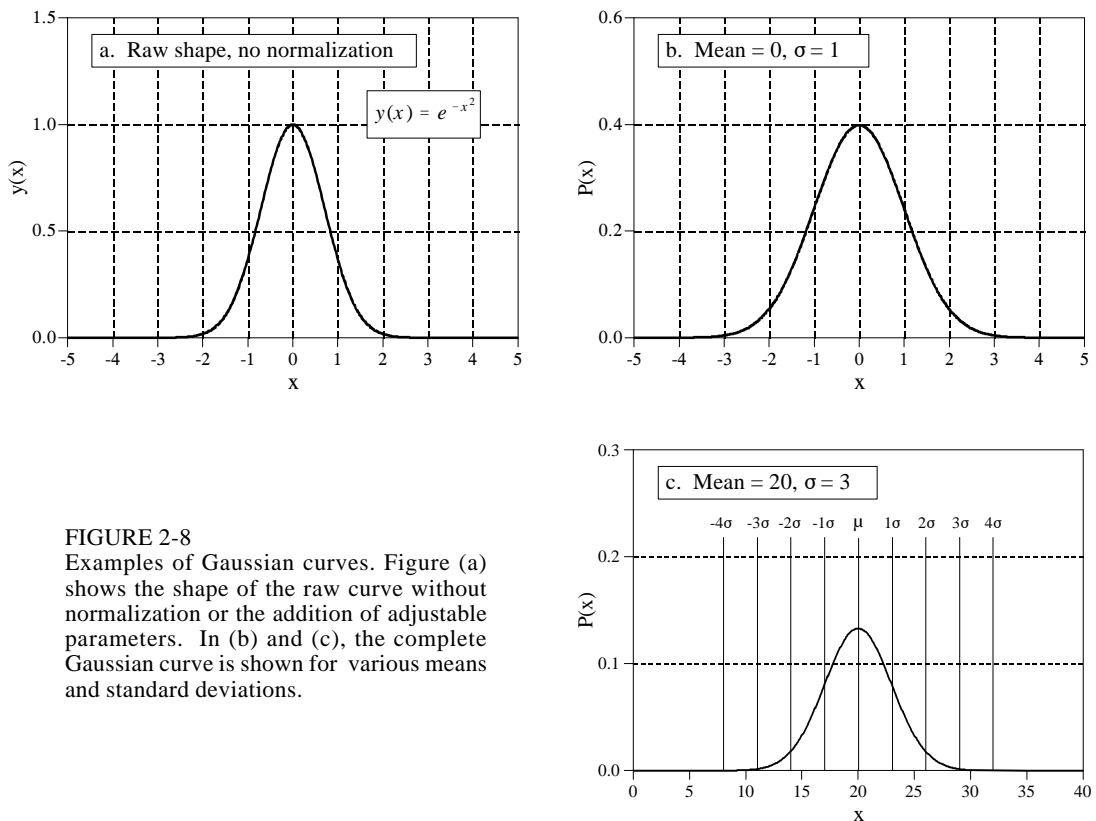 a. Raw shape, no normalization
y(x) = e^{-x^2}
1.5
1.0
0.5
0.0
y(x)
-5 -4 -3 -2 -1 0 1 2 3 4 5
x
b. Mean = 0, σ = 1
0.6
0.4
0.2
0.0
P(x)
-5 -4 -3 -2 -1 0 1 2 3 4 5
x
FIGURE 2-8
Examples of Gaussian curves. Figure (a)
shows the shape of the raw curve without
normalization or the addition of adjustable
parameters. In (b) and (c), the complete
Gaussian curve is shown for various means
and standard deviations.
c. Mean = 20, σ = 3
-4σ -3σ -2σ -1σ μ 1σ 2σ 3σ 4σ
0.3
0.2
0.1
0.0
P(x)
0 5 10 15 20 25 30 35 40
x